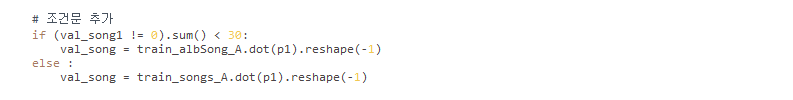 # 조건문 추가
if (val_song1 != 0).sum() < 30:
    val_song = train_albSong_A.dot(p1).reshape(-1)
else :
    val_song = train_songs_A.dot(p1).reshape(-1)